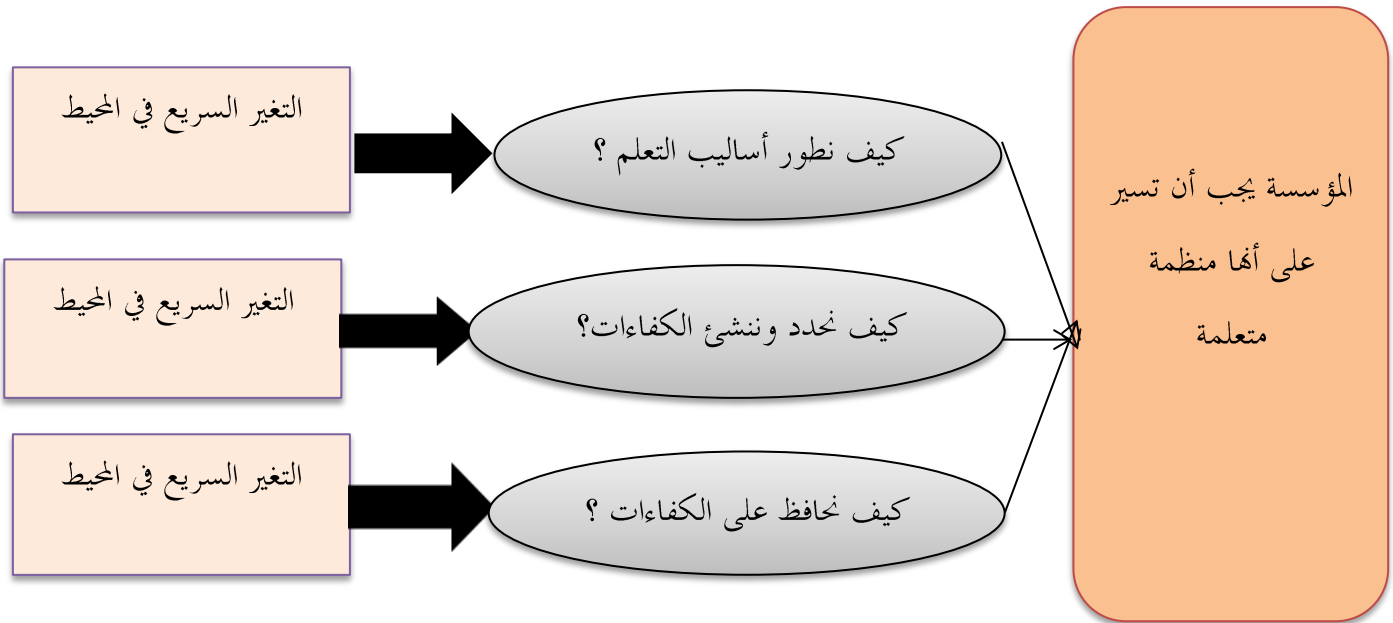 التغير السريع في المحيط
كيف نطور أساليب التعلم ؟
التغير السريع في المحيط
كيف نحدد وننشئ الكفاءات؟
التغير السريع في المحيط
كيف نحافظ على الكفاءات ؟
المؤسسة يجب أن تسير
على أنها منظمة
متعلمة